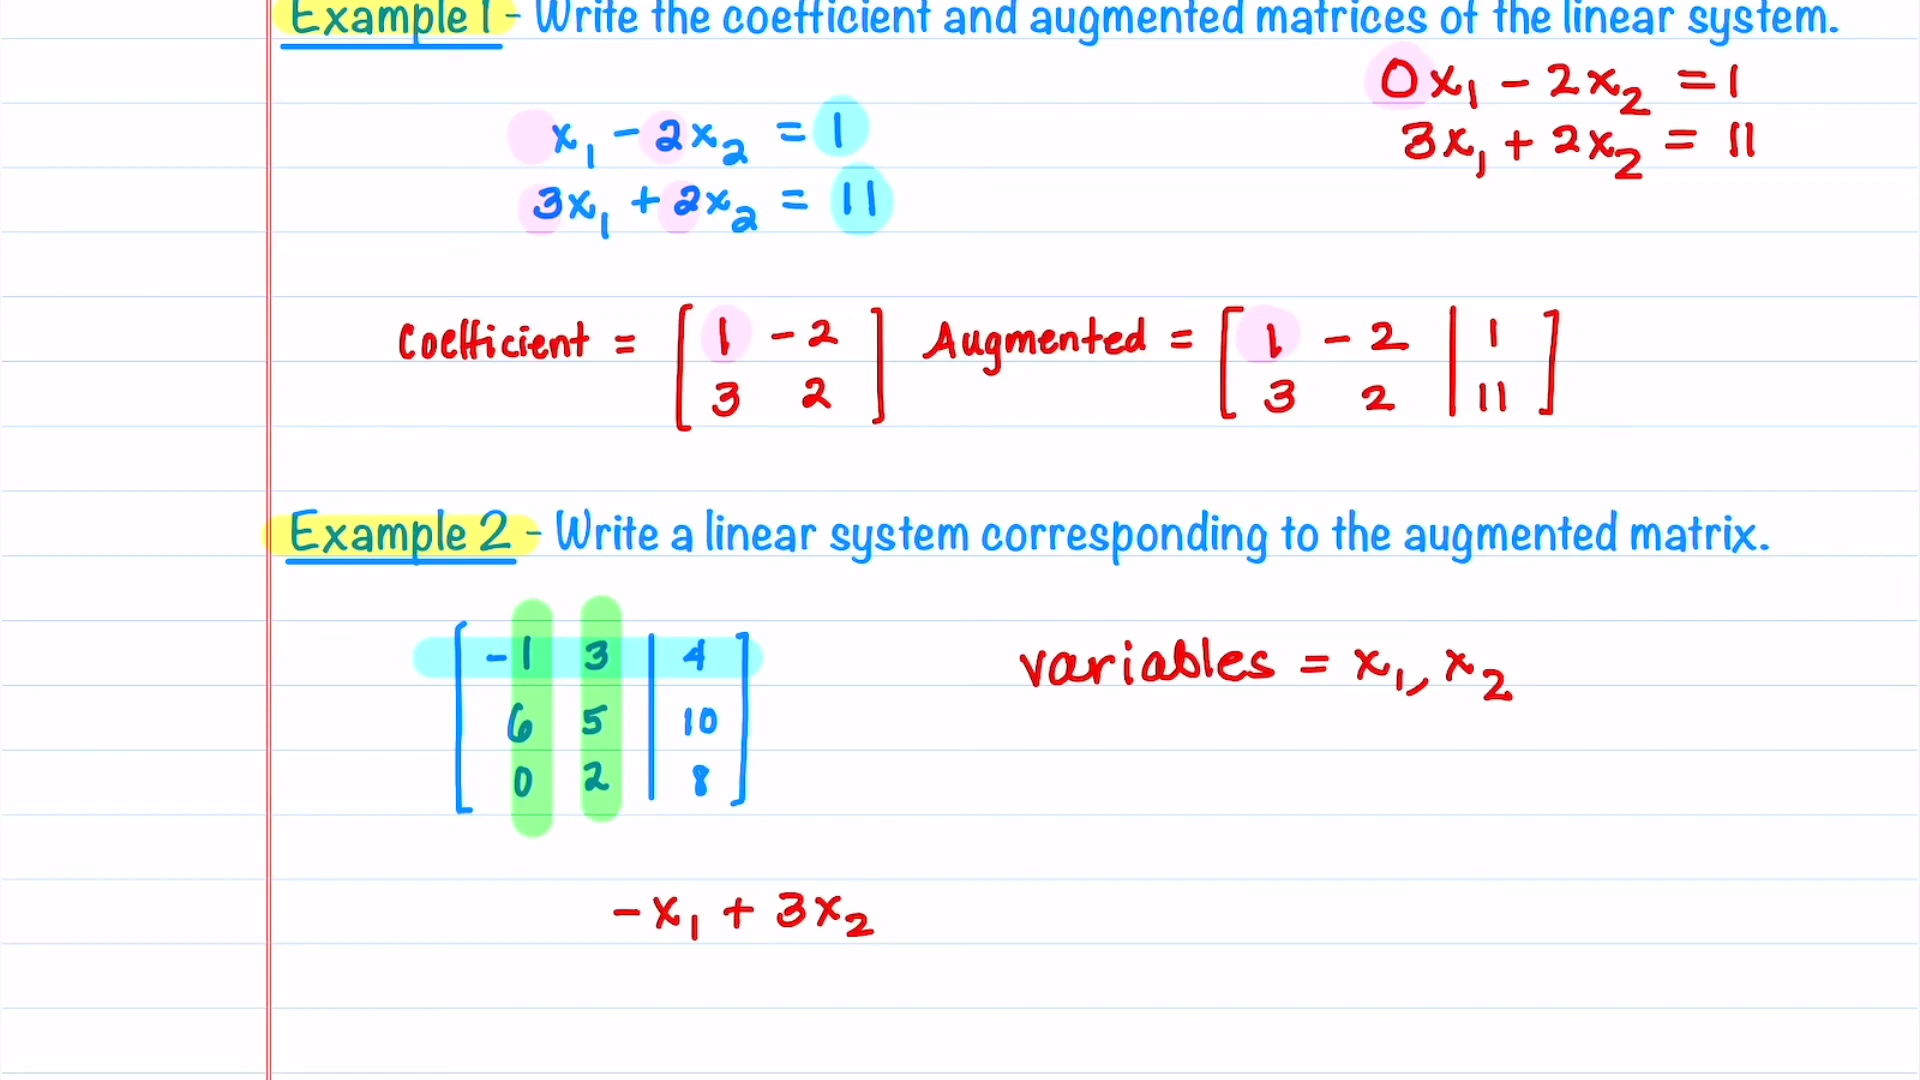 Example 1 - Write the coefficient and augmented matrices of the linear system.
x₁ - 2x₂ = 1
3x₁ + 2x₂ = 11
0x₁ - 2x₂ = 1
3x₁ + 2x₂ = 11
Coefficient = [ 1 -2 ] Augmented = [ 1 -2 | 1 ]
3 2 3 2 | 11
Example 2 - Write a linear system corresponding to the augmented matrix.
[ -1 3 | 4 ] variables = x₁, x₂
6 5 | 10
0 2 | 8
-x₁ + 3x₂